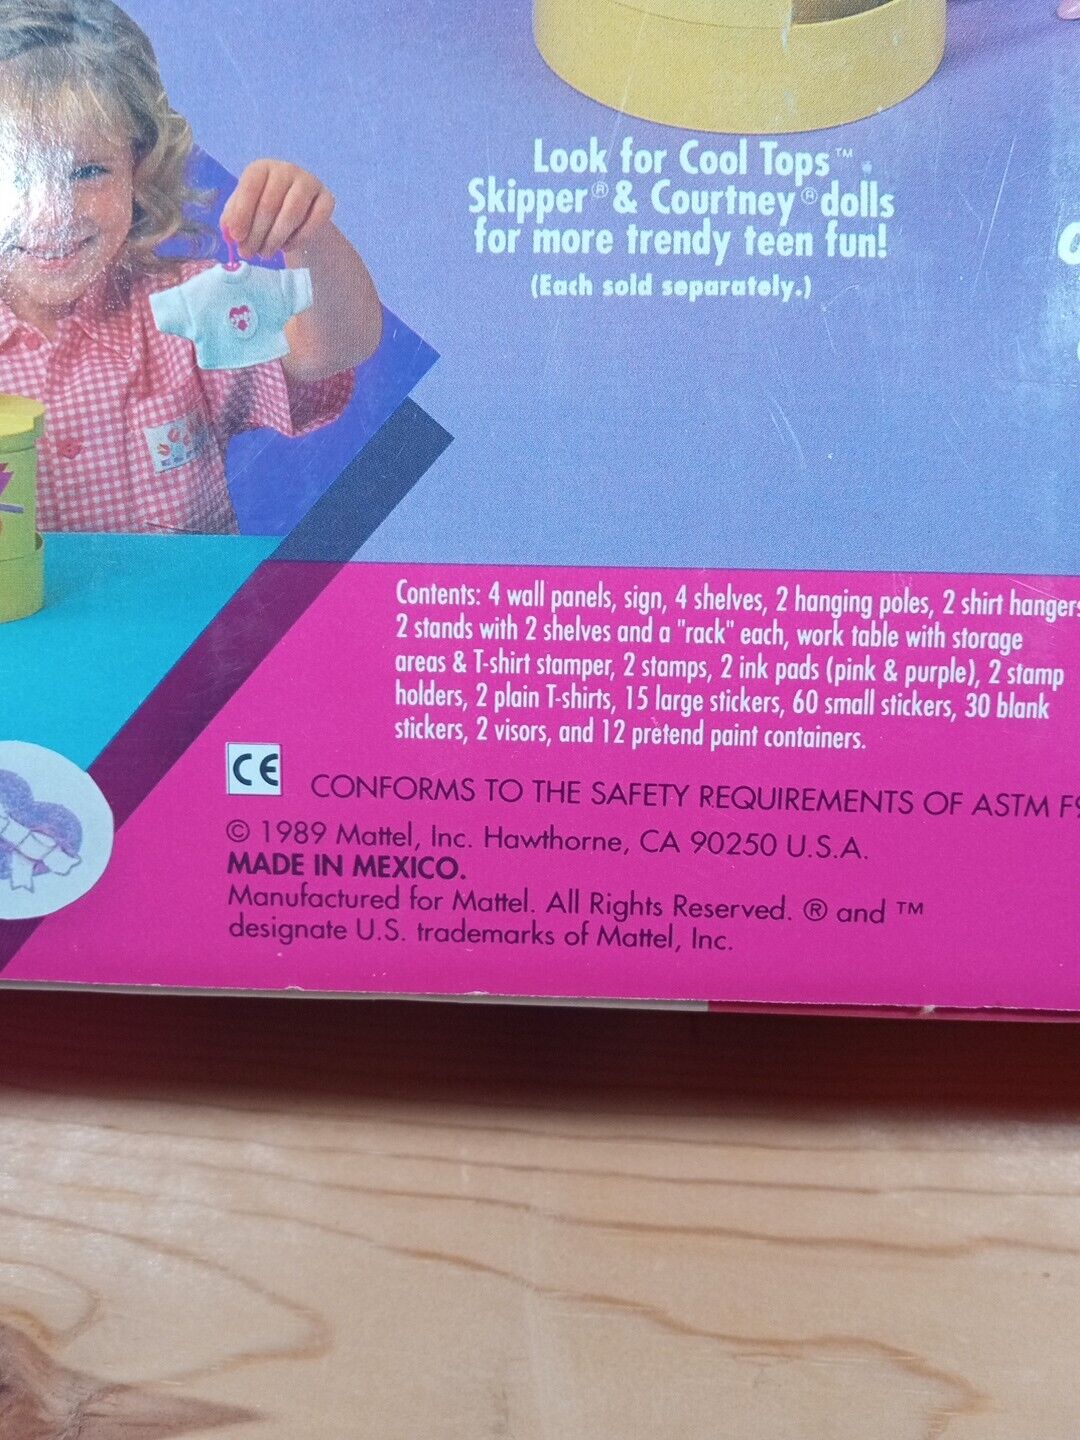 Look for Cool Tops™
Skipper® & Courtney® dolls
for more trendy teen fun!
(Each sold separately.)
Contents: 4 wall panels, sign, 4 shelves, 2 hanging poles, 2 shirt hangers
2 stands with 2 shelves and a "rack" each, work table with storage
areas & T-shirt stamper, 2 stamps, 2 ink pads (pink & purple), 2 stamp
holders, 2 plain T-shirts, 15 large stickers, 60 small stickers, 30 blank
stickers, 2 visors, and 12 pretend paint containers.
CE CONFORMS TO THE SAFETY REQUIREMENTS OF ASTM
© 1989 Mattel, Inc. Hawthorne, CA 90250 U.S.A.
MADE IN MEXICO.
Manufactured for Mattel. All Rights Reserved. ® and ™
designate U.S. trademarks of Mattel, Inc.